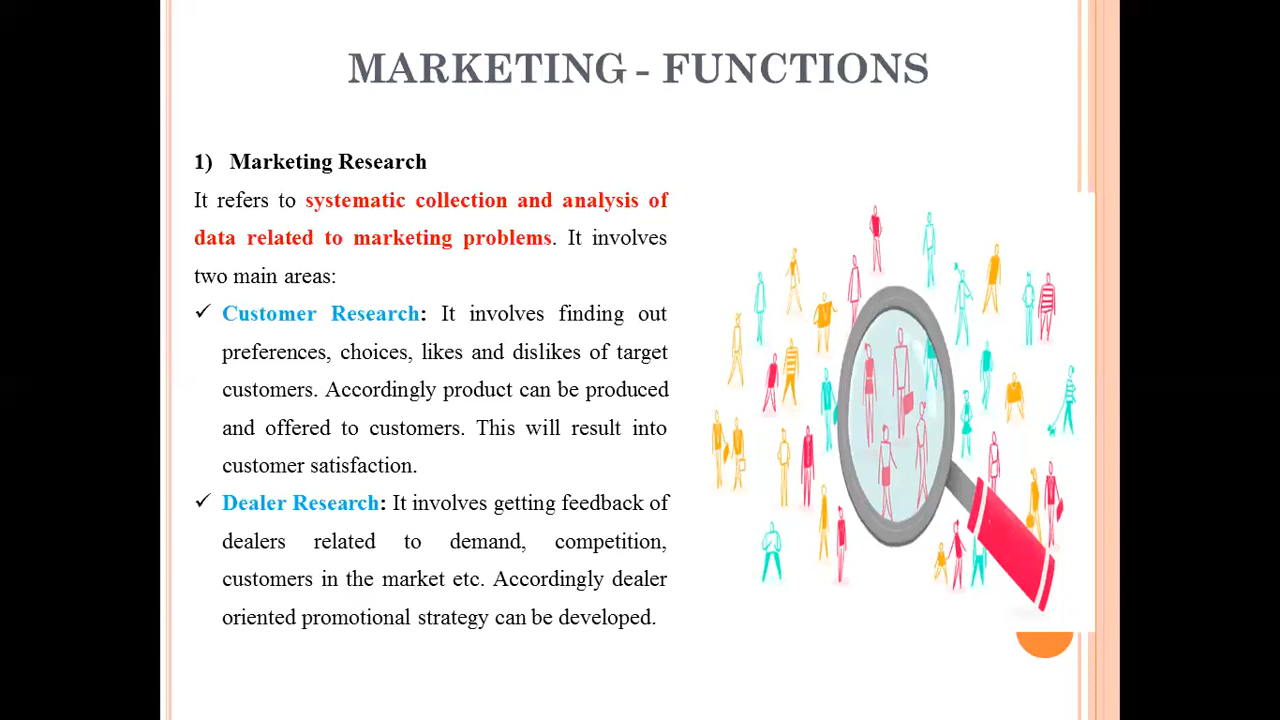 MARKETING - FUNCTIONS
1) Marketing Research
It refers to systematic collection and analysis of
data related to marketing problems. It involves
two main areas:
✓ Customer Research: It involves finding out
preferences, choices, likes and dislikes of target
customers. Accordingly product can be produced
and offered to customers. This will result into
customer satisfaction.
✓ Dealer Research: It involves getting feedback of
dealers related to demand, competition,
customers in the market etc. Accordingly dealer
oriented promotional strategy can be developed.